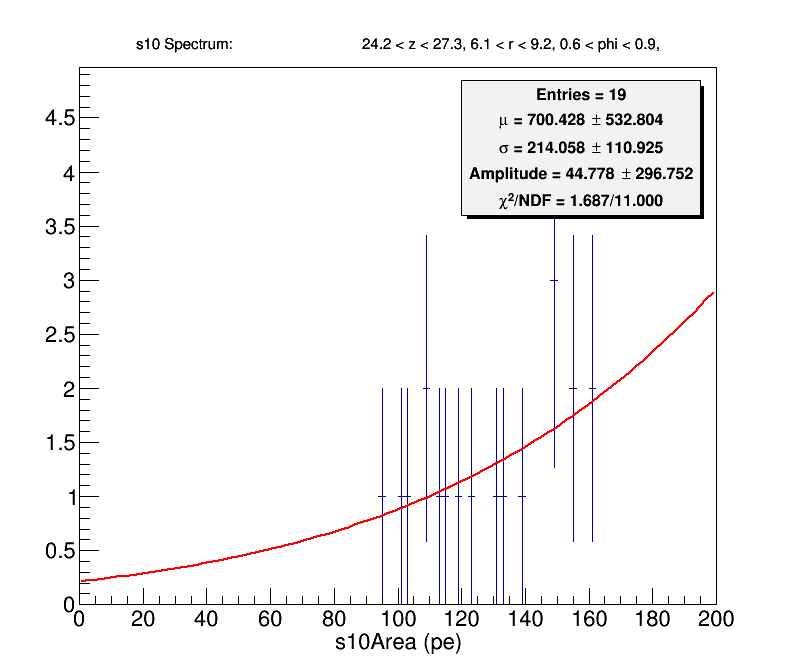 s10 Spectrum: 24.2 < z < 27.3, 6.1 < r < 9.2, 0.6 < phi < 0.9,
Entries = 19
μ = 700.428 ± 532.804
σ = 214.058 ± 110.925
Amplitude = 44.778 ± 296.752
χ²/NDF = 1.687/11.000
4.5
4
3.5
3
2.5
2
1.5
1
0.5
0
0 20 40 60 80 100 120 140 160 180 200
s10Area (pe)